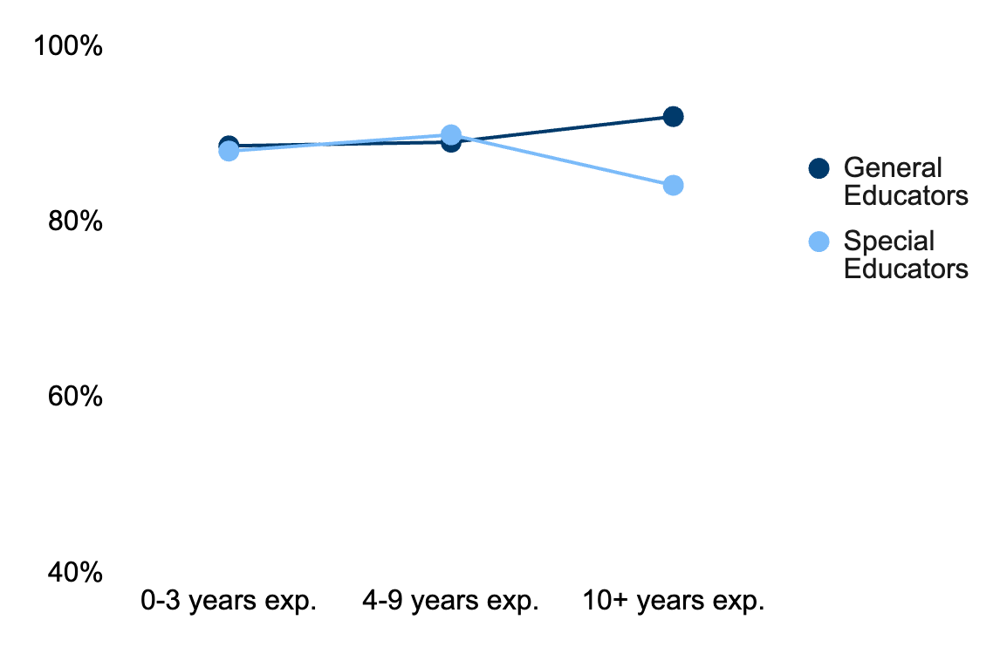 100%
80%
60%
40%
0-3 years exp.
4-9 years exp.
10+ years exp.
General
Educators
Special
Educators